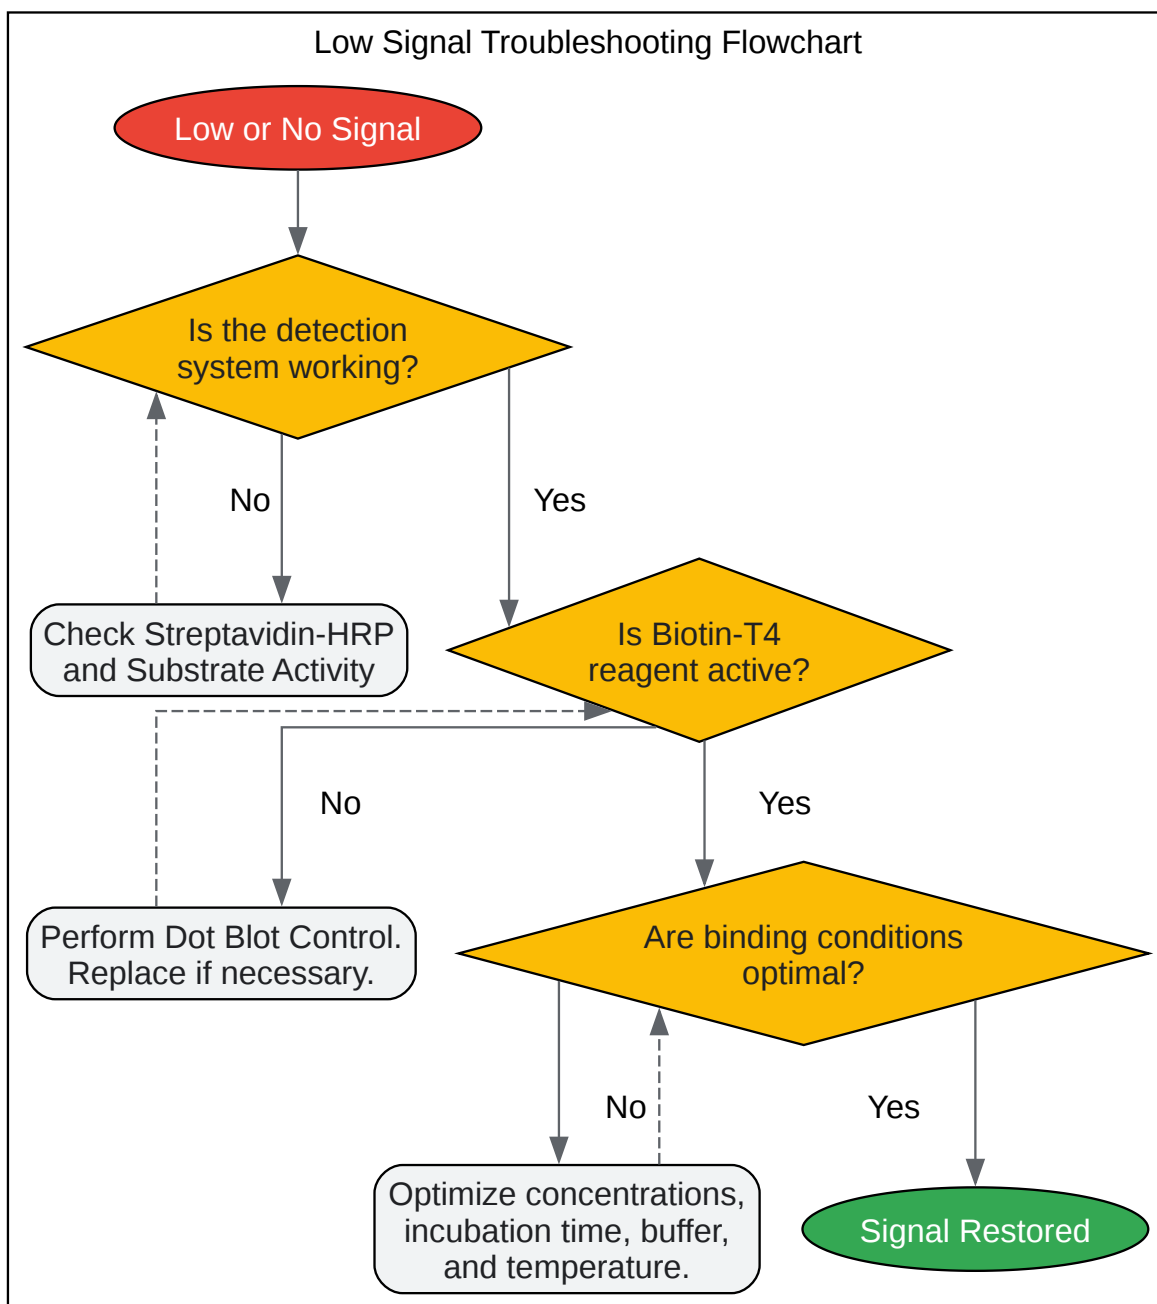 Low Signal Troubleshooting Flowchart
Low or No Signal
Is the detection
system working?
No
Yes
Check Streptavidin-HRP
and Substrate Activity
Is Biotin-T4
reagent active?
No
Yes
Perform Dot Blot Control.
Replace if necessary.
Are binding conditions
optimal?
No
Yes
Optimize concentrations,
incubation time, buffer,
and temperature.
Signal Restored